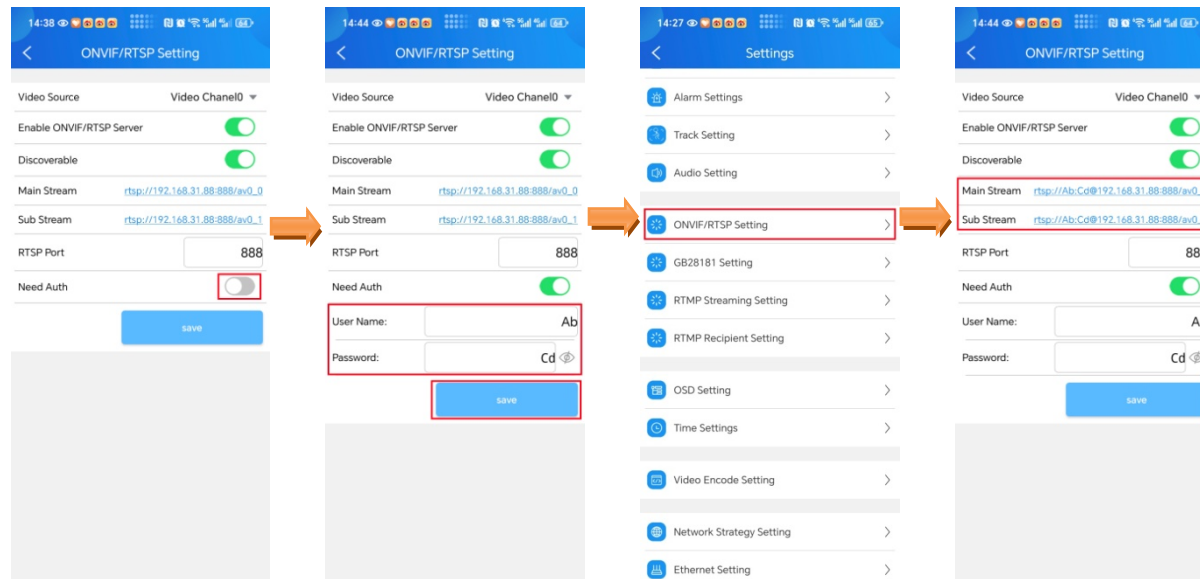 14:38
64
ONVIF/RTSP Setting
Video Source Video Chanel0
Enable ONVIF/RTSP Server
Discoverable
Main Stream rtsp://192.168.31.88:888/av0_0
Sub Stream rtsp://192.168.31.88:888/av0_1
RTSP Port 888
Need Auth
save
14:44
64
ONVIF/RTSP Setting
Video Source Video Chanel0
Enable ONVIF/RTSP Server
Discoverable
Main Stream rtsp://192.168.31.88:888/av0_0
Sub Stream rtsp://192.168.31.88:888/av0_1
RTSP Port 888
Need Auth
User Name: Ab
Password: Cd
save
14:27
65
Settings
Alarm Settings
Track Setting
Audio Setting
ONVIF/RTSP Setting
GB28181 Setting
RTMP Streaming Setting
RTMP Recipient Setting
OSD Setting
Time Settings
Video Encode Setting
Network Strategy Setting
Ethernet Setting
14:44
64
ONVIF/RTSP Setting
Video Source Video Chanel0
Enable ONVIF/RTSP Server
Discoverable
Main Stream rtsp://Ab:Cd@192.168.31.88:888/av0_
Sub Stream rtsp://Ab:Cd@192.168.31.88:888/av0_
RTSP Port 88
Need Auth
User Name: A
Password: Cd
save